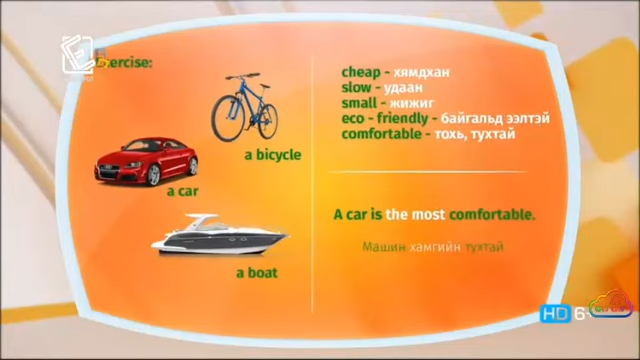 Exercise:
a bicycle
a car
a boat
cheap - хямдхан
slow - удаан
small - жижиг
eco - friendly - байгальд ээлтэй
comfortable - тохь, тухтай
A car is the most comfortable.
Машин хамгийн тухтай
HD 6+